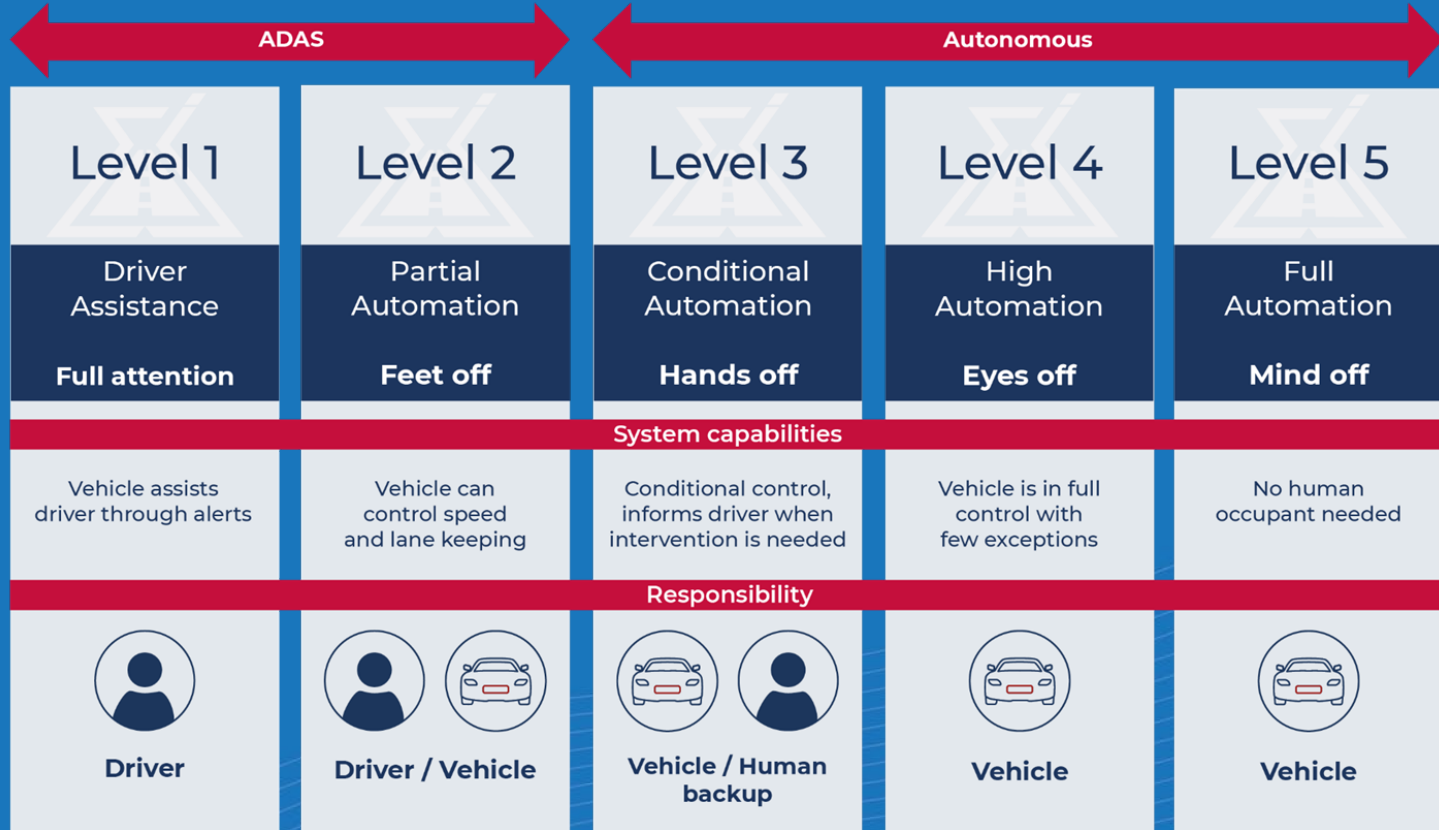 ADAS
Autonomous
Level 1
Level 2
Level 3
Level 4
Level 5
Driver
Assistance
Full attention
Partial
Automation
Feet off
Conditional
Automation
Hands off
High
Automation
Eyes off
Full
Automation
Mind off
System capabilities
Vehicle assists
driver through alerts
Vehicle can
control speed
and lane keeping
Conditional control,
informs driver when
intervention is needed
Vehicle is in full
control with
few exceptions
No human
occupant needed
Responsibility
Driver
Driver / Vehicle
Vehicle / Human
backup
Vehicle
Vehicle